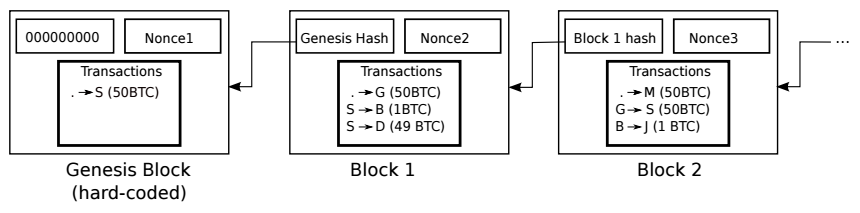 000000000 Nonce1
Transactions
. → S (50BTC)
Genesis Block
(hard-coded)
Genesis Hash Nonce2
Transactions
. → G (50BTC)
S → B (1BTC)
S → D (49 BTC)
Block 1
Block 1 hash Nonce3
Transactions
. → M (50BTC)
G → S (50BTC)
B → J (1 BTC)
Block 2
...